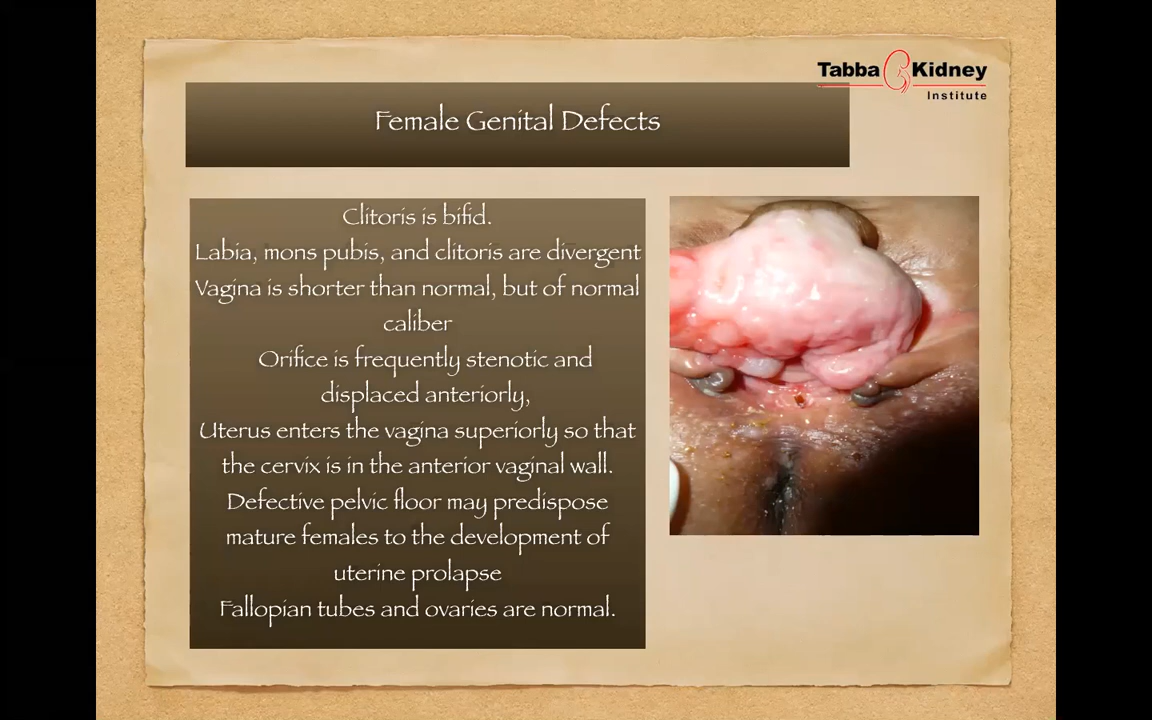 Tabba Kidney
Institute
Female Genital Defects
Clitoris is bifid.
Labia, mons pubis, and clitoris are divergent
Vagina is shorter than normal, but of normal
caliber
Orifice is frequently stenotic and
displaced anteriorly,
Uterus enters the vagina superiorly so that
the cervix is in the anterior vaginal wall.
Defective pelvic floor may predispose
mature females to the development of
uterine prolapse
Fallopian tubes and ovaries are normal.